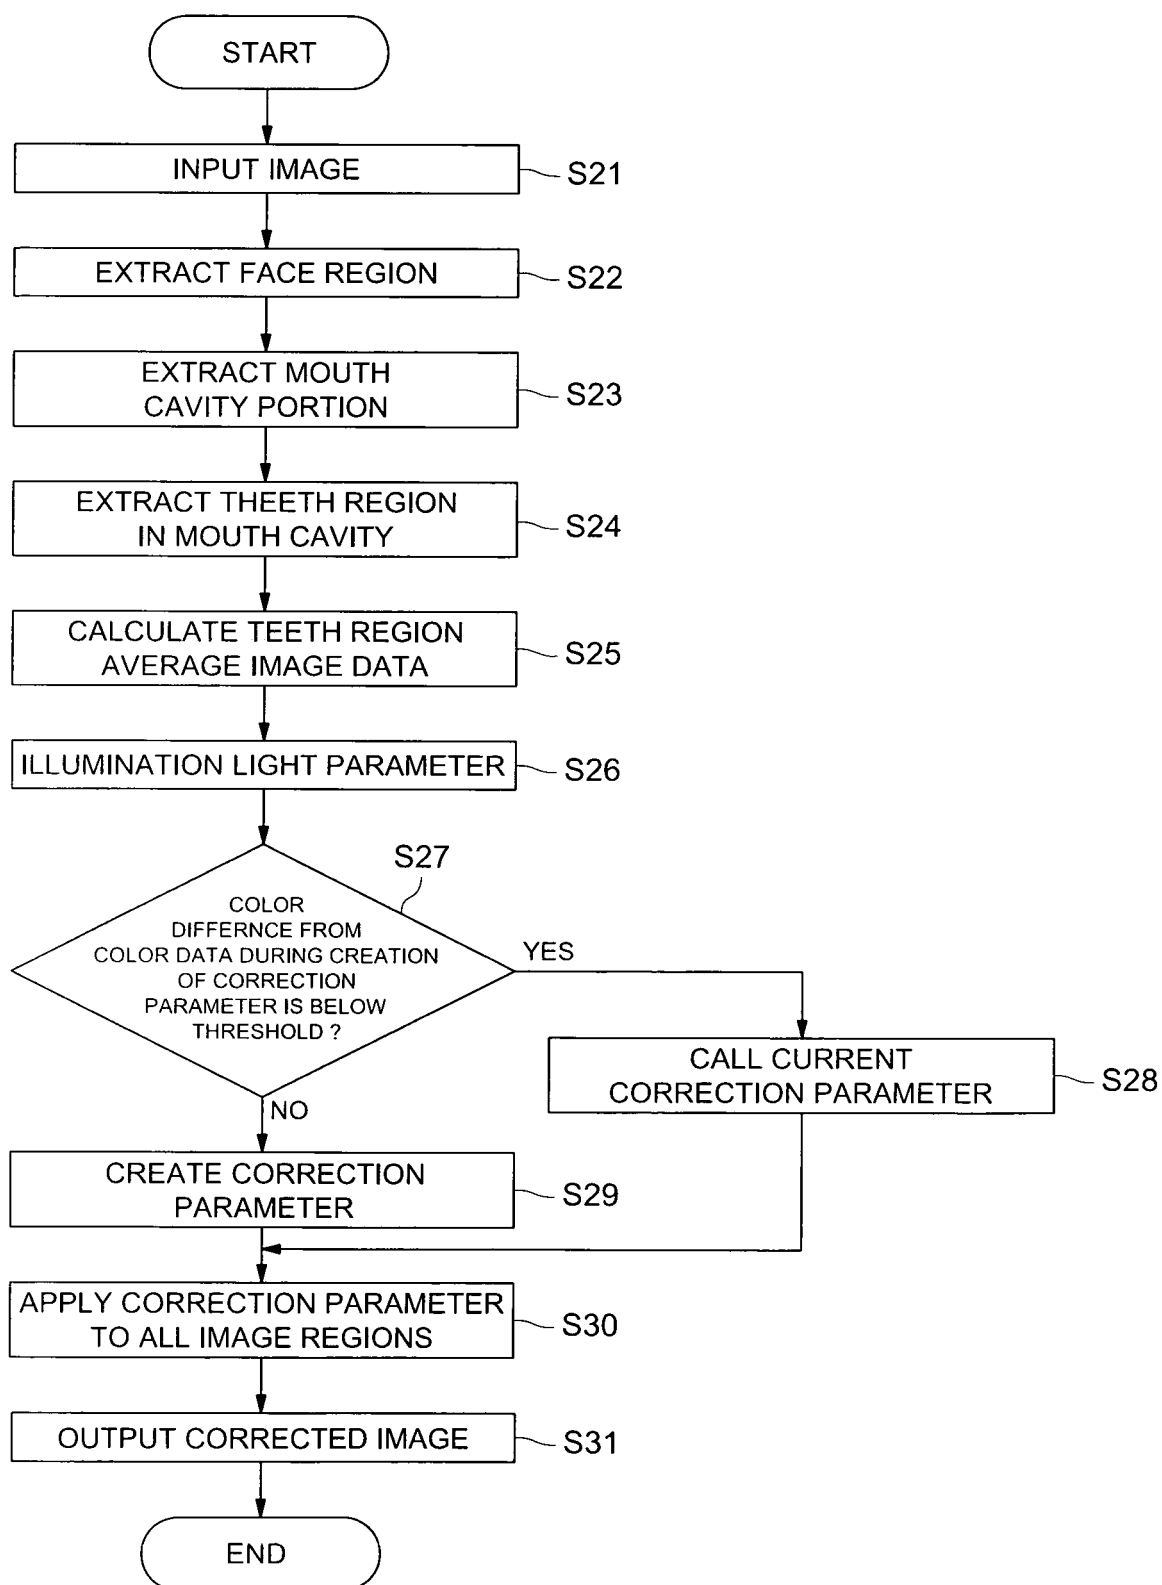 START
INPUT IMAGE
S21
EXTRACT FACE REGION
S22
EXTRACT MOUTH
CAVITY PORTION
S23
EXTRACT THEETH REGION
IN MOUTH CAVITY
S24
CALCULATE TEETH REGION
AVERAGE IMAGE DATA
S25
ILLUMINATION LIGHT PARAMETER
S26
S27
COLOR
DIFFERNCE FROM
COLOR DATA DURING CREATION
OF CORRECTION
PARAMETER IS BELOW
THRESHOLD ?
YES
CALL CURRENT
CORRECTION PARAMETER
S28
NO
CREATE CORRECTION
PARAMETER
S29
APPLY CORRECTION PARAMETER
TO ALL IMAGE REGIONS
S30
OUTPUT CORRECTED IMAGE
S31
END